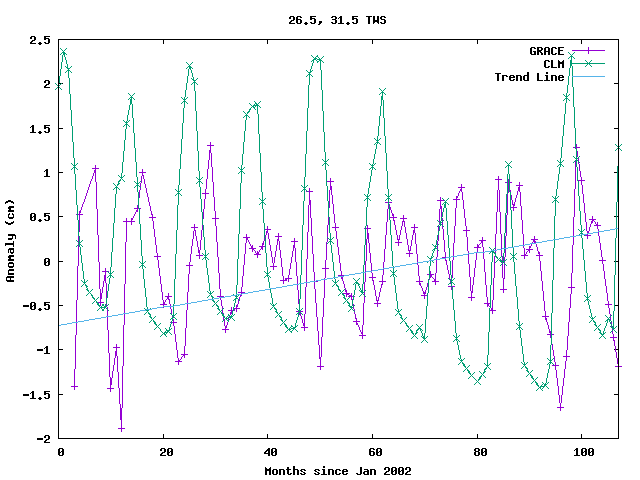 26.5, 31.5 TWS
GRACE
CLM
Trend Line
2.5
2
1.5
1
0.5
0
-0.5
-1
-1.5
-2
Anomaly (cm)
0 20 40 60 80 100
Months since Jan 2002